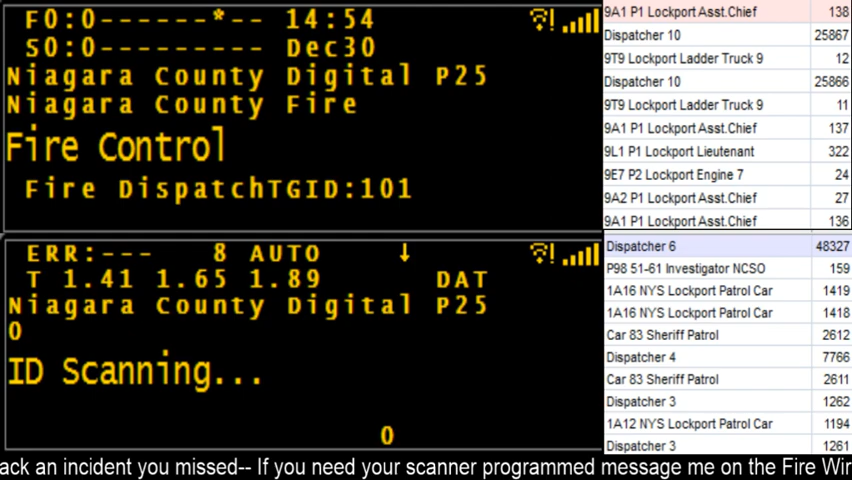 F0:0------*-- 14:54
S0:0--------- Dec30
Niagara County Digital P25
Niagara County Fire
Fire Control
Fire DispatchTGID:101
9A1 P1 Lockport Asst.Chief 138
Dispatcher 10 25867
9T9 Lockport Ladder Truck 9 12
Dispatcher 10 25866
9T9 Lockport Ladder Truck 9 11
9A1 P1 Lockport Asst.Chief 137
9L1 P1 Lockport Lieutenant 322
9E7 P2 Lockport Engine 7 24
9A2 P1 Lockport Asst.Chief 27
9A1 P1 Lockport Asst.Chief 136
ERR:--- 8 AUTO ↓
T 1.41 1.65 1.89 DAT
Niagara County Digital P25
0
ID Scanning...
0
Dispatcher 6 48327
P98 51-61 Investigator NCSO 159
1A16 NYS Lockport Patrol Car 1419
1A16 NYS Lockport Patrol Car 1418
Car 83 Sheriff Patrol 2612
Dispatcher 4 7766
Car 83 Sheriff Patrol 2611
Dispatcher 3 1262
1A12 NYS Lockport Patrol Car 1194
Dispatcher 3 1261
ack an incident you missed-- If you need your scanner programmed message me on the Fire Wir